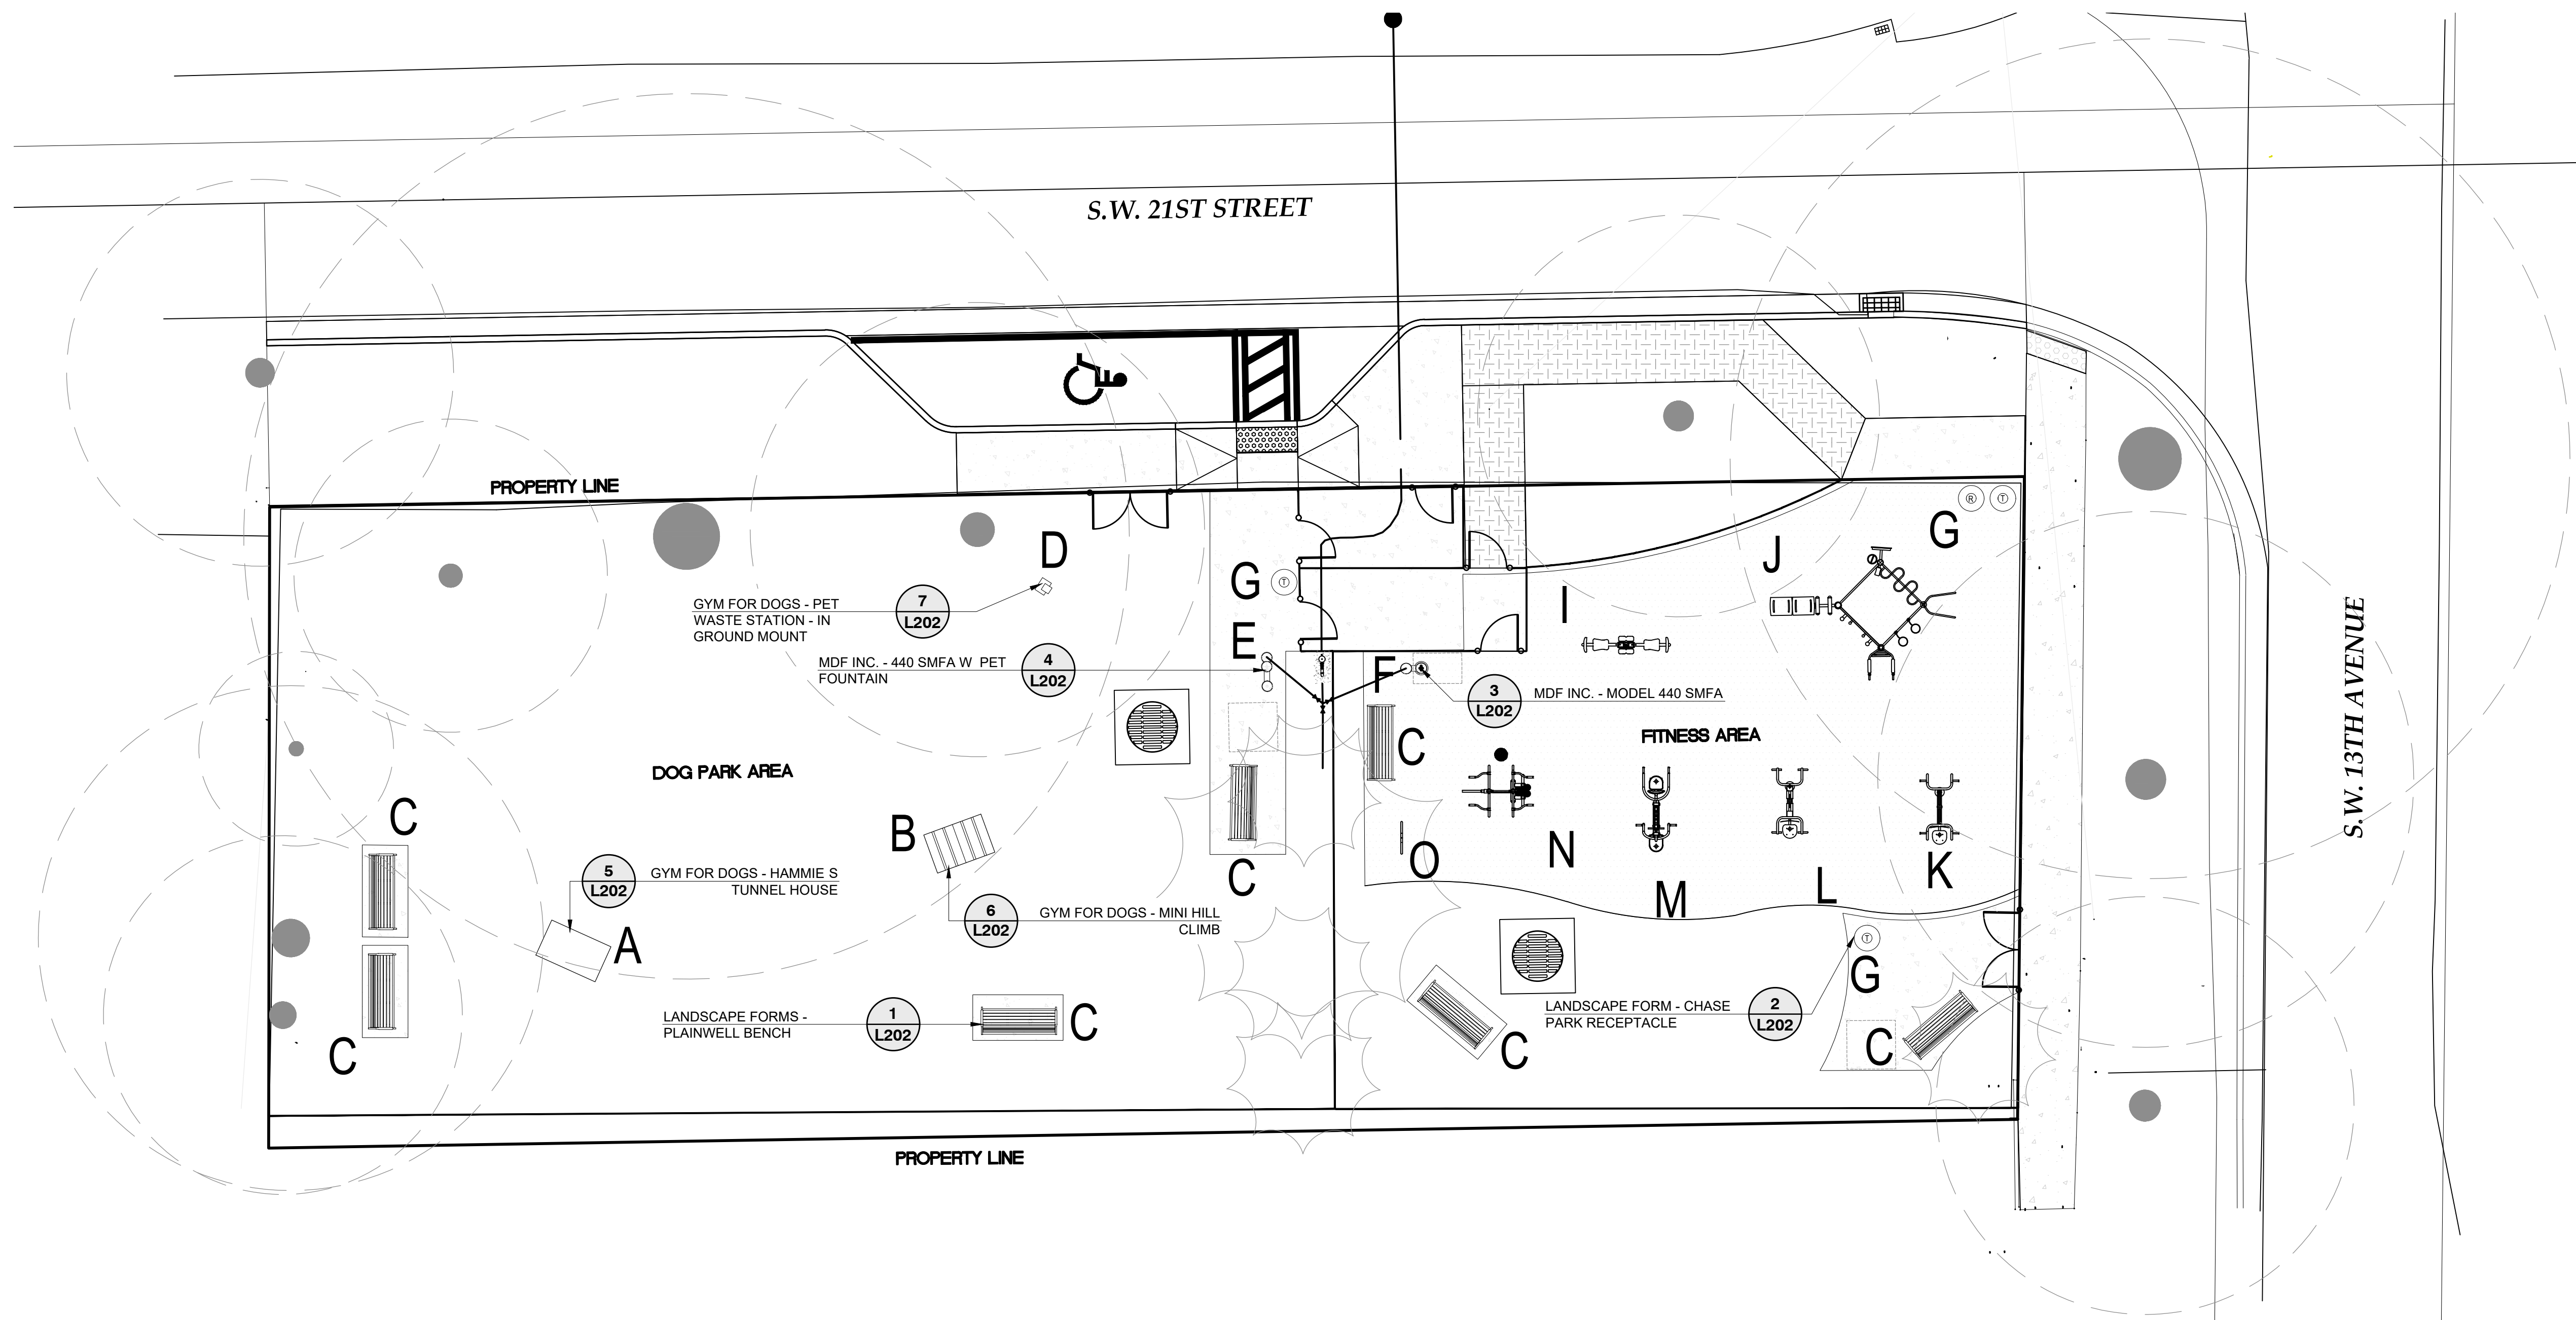 S.W. 21ST STREET
PROPERTY LINE
R
T
G
D
J
G
T
GYM FOR DOGS - PET
WASTE STATION - IN
GROUND MOUNT
7
L202
I
E
MDF INC. - 440 SMFA W PET
FOUNTAIN
4
L202
F
3
L202
MDF INC. - MODEL 440 SMFA
S.W. 13TH AVENUE
FITNESS AREA
C
DOG PARK AREA
C
B
O
N
K
5
L202
GYM FOR DOGS - HAMMIE S
TUNNEL HOUSE
C
M
L
6
L202
GYM FOR DOGS - MINI HILL
CLIMB
A
T
G
LANDSCAPE FORMS -
PLAINWELL BENCH
1
L202
C
LANDSCAPE FORM - CHASE
PARK RECEPTACLE
2
L202
C
C
C
PROPERTY LINE